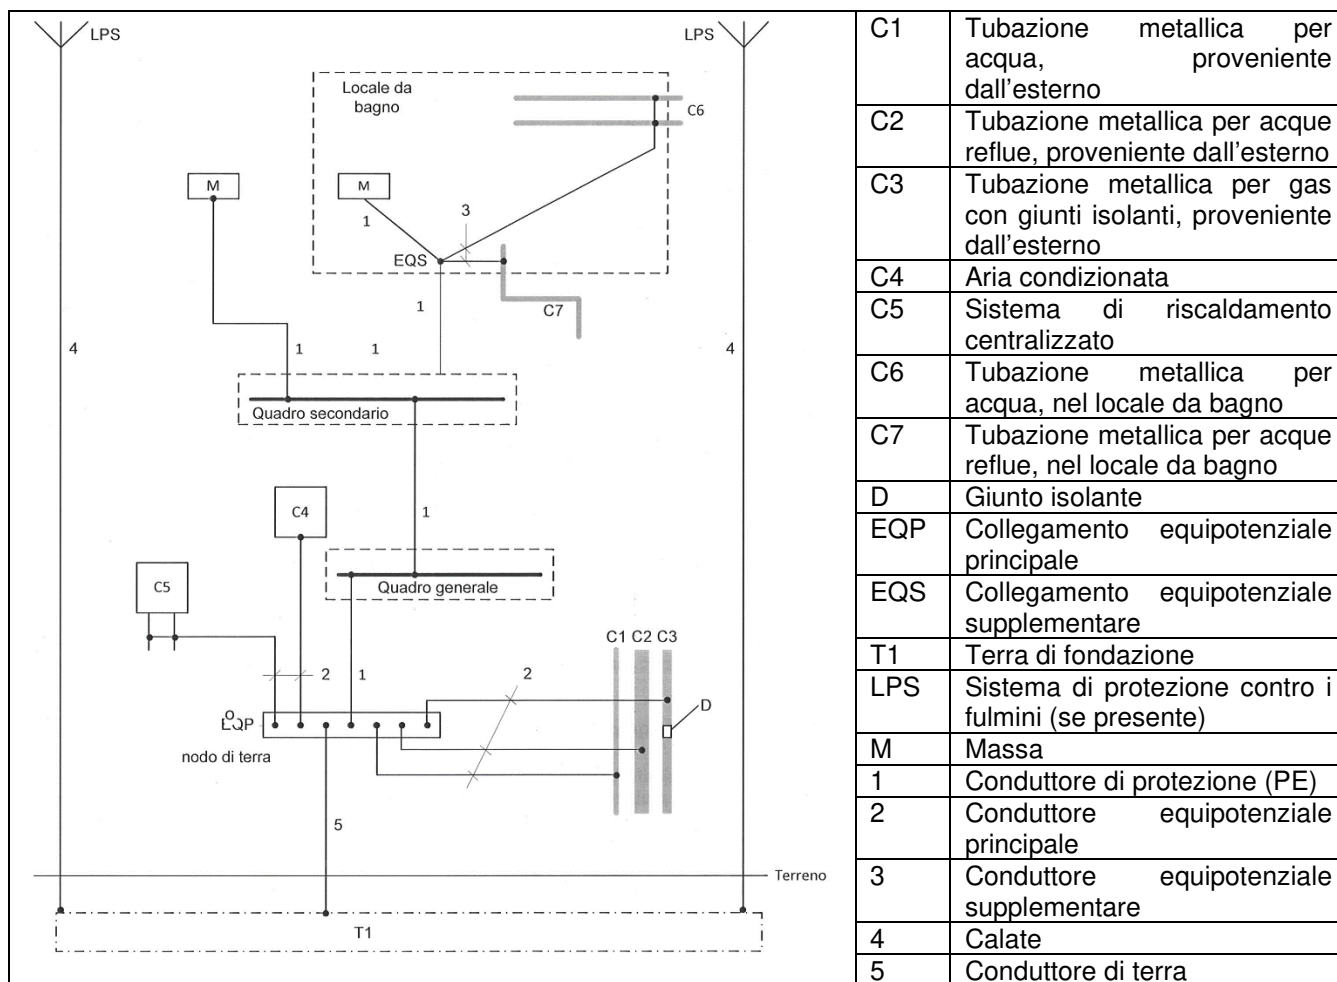 LPS
LPS
Locale da
bagno
C6
M
M
3
1
EQS
1
C7
4
1
1
4
Quadro secondario
C4
1
C5
Quadro generale
C1 C2 C3
2
1
2
D
o
EQP
nodo di terra
5
Terreno
T1
C1 Tubazione metallica per
acqua, proveniente
dall'esterno
C2 Tubazione metallica per acque
reflue, proveniente dall'esterno
C3 Tubazione metallica per gas
con giunti isolanti, proveniente
dall'esterno
C4 Aria condizionata
C5 Sistema di riscaldamento
centralizzato
C6 Tubazione metallica per
acqua, nel locale da bagno
C7 Tubazione metallica per acque
reflue, nel locale da bagno
D Giunto isolante
EQP Collegamento equipotenziale
principale
EQS Collegamento equipotenziale
supplementare
T1 Terra di fondazione
LPS Sistema di protezione contro i
fulmini (se presente)
M Massa
1 Conduttore di protezione (PE)
2 Conduttore equipotenziale
principale
3 Conduttore equipotenziale
supplementare
4 Calate
5 Conduttore di terra